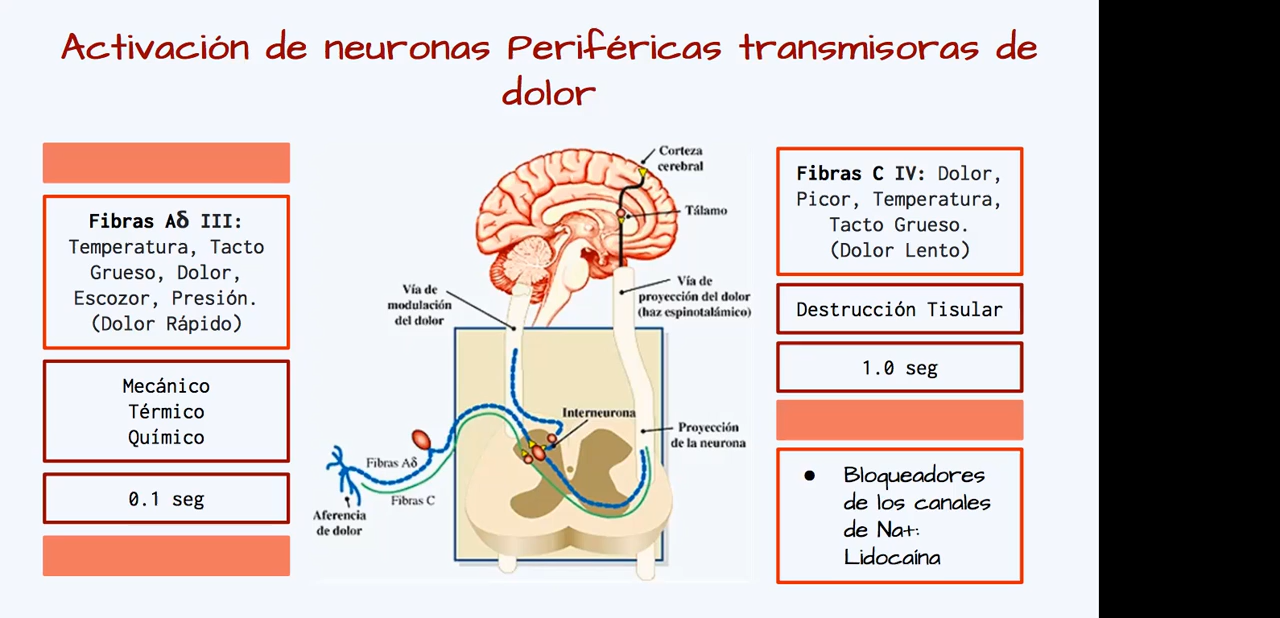 Activación de neuronas Periféricas transmisoras de
dolor
Fibras Aδ III:
Temperatura, Tacto
Grueso, Dolor,
Escozor, Presión.
(Dolor Rápido)
Mecánico
Térmico
Químico
0.1 seg
Corteza
cerebral
Tálamo
Vía de
modulación
del dolor
Vía de
proyección del dolor
(haz espinotalámico)
Interneurona
Proyección
de la neurona
Fibras Aδ
Fibras C
Aferencia
de dolor
Fibras C IV: Dolor,
Picor, Temperatura,
Tacto Grueso.
(Dolor Lento)
Destrucción Tisular
1.0 seg
● Bloqueadores
de los canales
de Na+:
Lidocaína